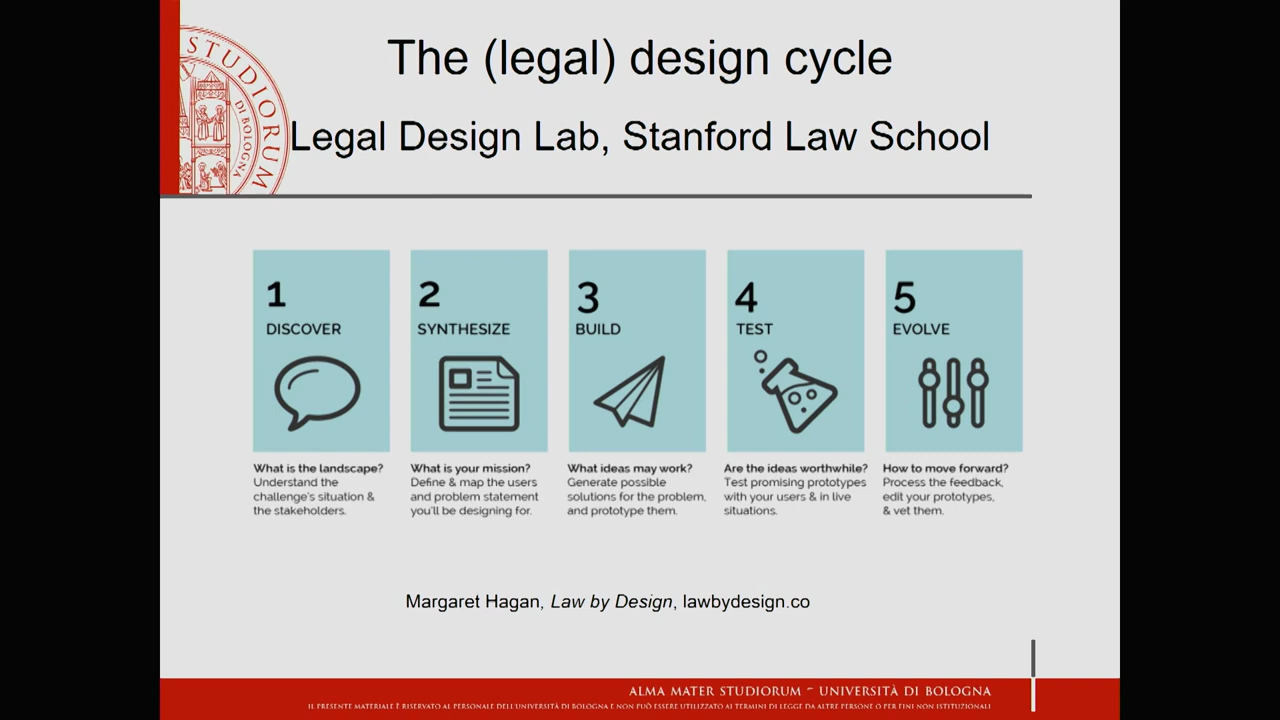 The (legal) design cycle
Legal Design Lab, Stanford Law School
STUDIORUM
DI BOLOGNA
1
DISCOVER
What is the landscape?
Understand the
challenge's situation &
the stakeholders.
2
SYNTHESIZE
What is your mission?
Define & map the users
and problem statement
you'll be designing for.
3
BUILD
What ideas may work?
Generate possible
solutions for the problem,
and prototype them.
4
TEST
Are the ideas worthwhile?
Test promising prototypes
with your users & in live
situations.
5
EVOLVE
How to move forward?
Process the feedback,
edit your prototypes,
& vet them.
Margaret Hagan, Law by Design, lawbydesign.co
ALMA MATER STUDIORUM ~ UNIVERSITÀ DI BOLOGNA
IL PRESENTE MATERIALE È RISERVATO AL PERSONALE DELL'UNIVERSITÀ DI BOLOGNA E NON PUÒ ESSERE UTILIZZATO AI TERMINI DI LEGGE DA ALTRE PERSONE O PER FINI NON ISTITUZIONALI